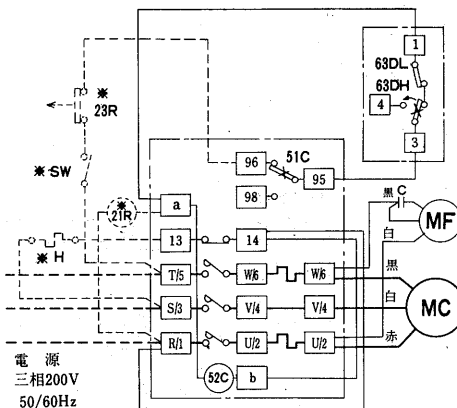 1
63DL
63DH
4
3
※
23R
※ SW
96
51C
95
98
※
21R
a
13
14
※ H
T/5
W/6
W/6
S/3
V/4
V/4
R/1
U/2
U/2
52C
b
黒
C
MF
白
黒
白
MC
赤
電源
三相200V
50/60Hz